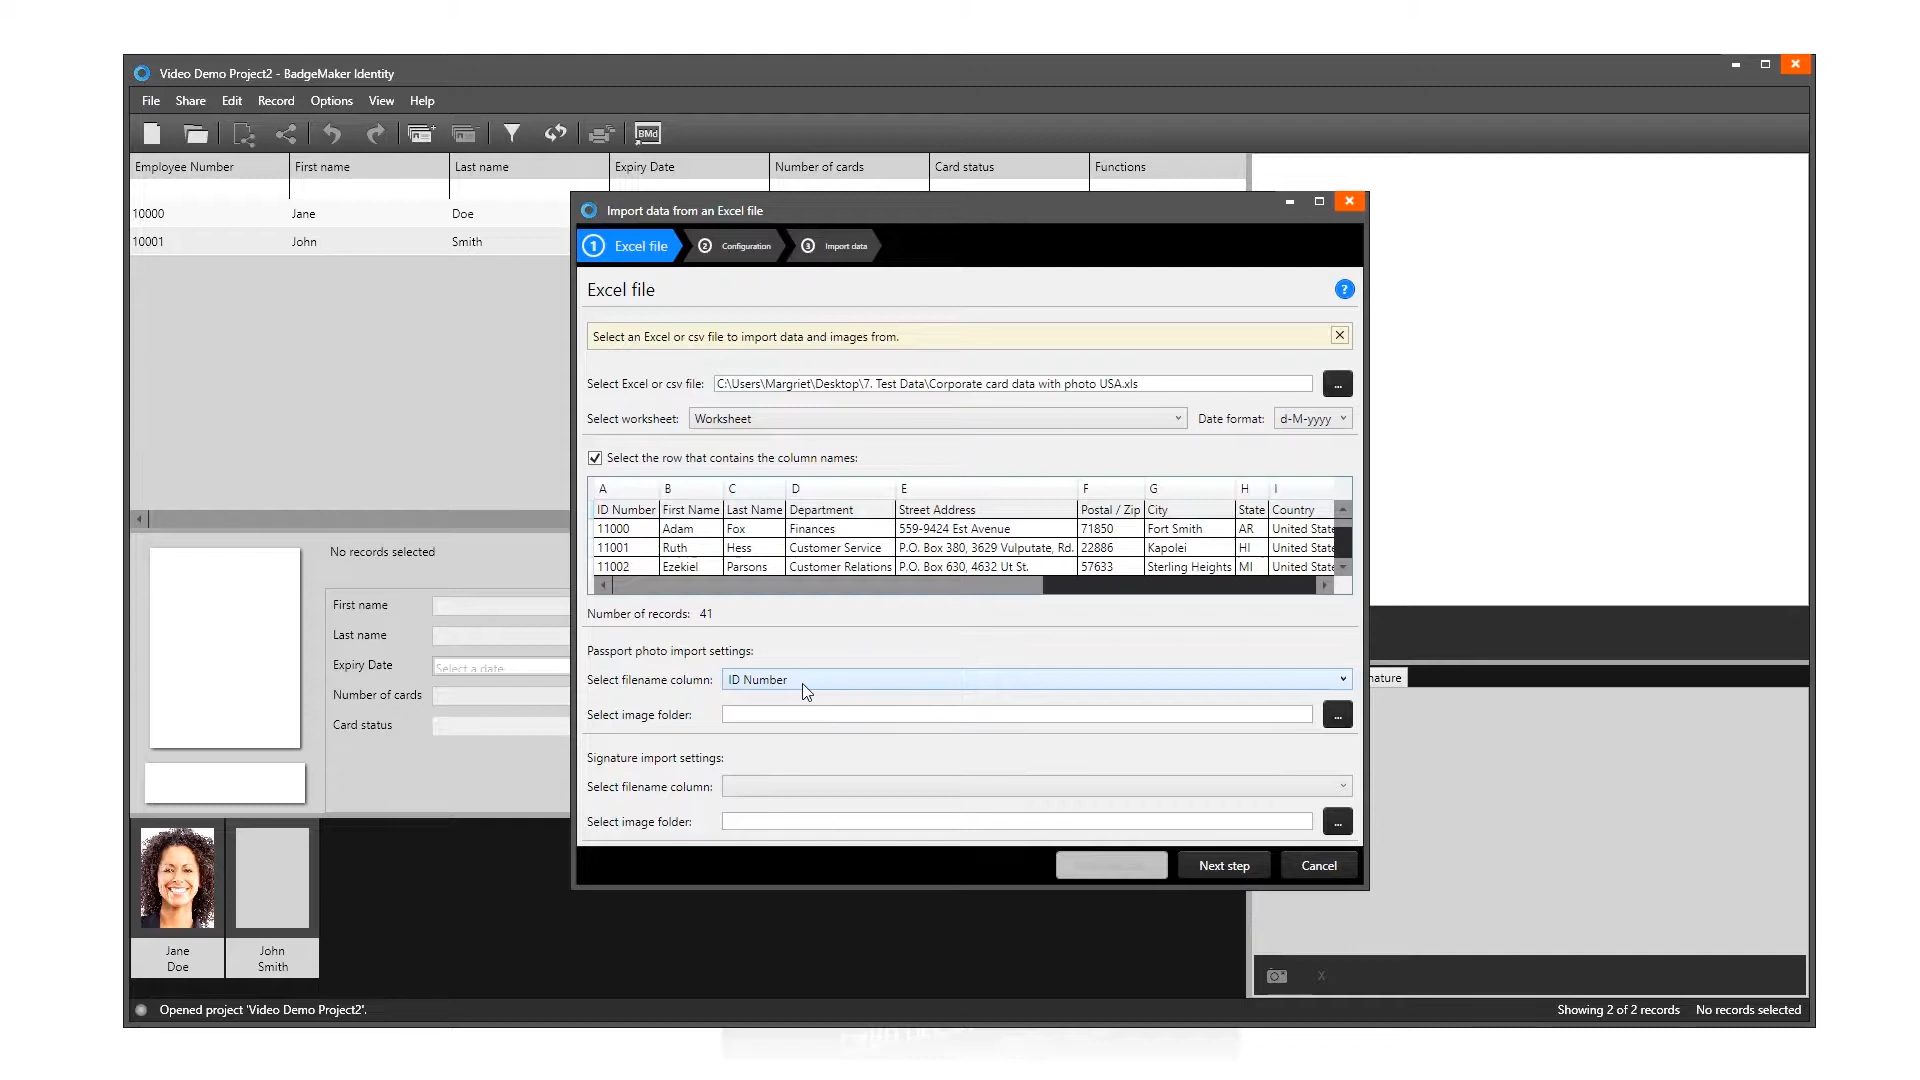 Video Demo Project2 - BadgeMaker Identity
File Share Edit Record Options View Help
BMd
Employee Number First name Last name Expiry Date Number of cards Card status Functions
10000 Jane Doe
10001 John Smith
Import data from an Excel file
1 Excel file 2 Configuration 3 Import data
Excel file
?
Select an Excel or csv file to import data and images from.
Select Excel or csv file: C:\Users\Margriet\Desktop\7. Test Data\Corporate card data with photo USA.xls ...
Select worksheet: Worksheet Date format: d-M-yyyy
Select the row that contains the column names:
A B C D E F G H I
ID Number First Name Last Name Department Street Address Postal / Zip City State Country
11000 Adam Fox Finances 559-9424 Est Avenue 71850 Fort Smith AR United State
11001 Ruth Hess Customer Service P.O. Box 380, 3629 Vulputate, Rd. 22886 Kapolei HI United State
11002 Ezekiel Parsons Customer Relations P.O. Box 630, 4632 Ut St. 57633 Sterling Heights MI United State
Number of records: 41
Passport photo import settings:
Select filename column: ID Number
Select image folder: ...
Signature import settings:
Select filename column:
Select image folder: ...
Next step Cancel
No records selected
First name
Last name
Expiry Date Select a date
Number of cards
Card status
nature
Jane
Doe
John
Smith
X
Opened project 'Video Demo Project2'.
Showing 2 of 2 records No records selected